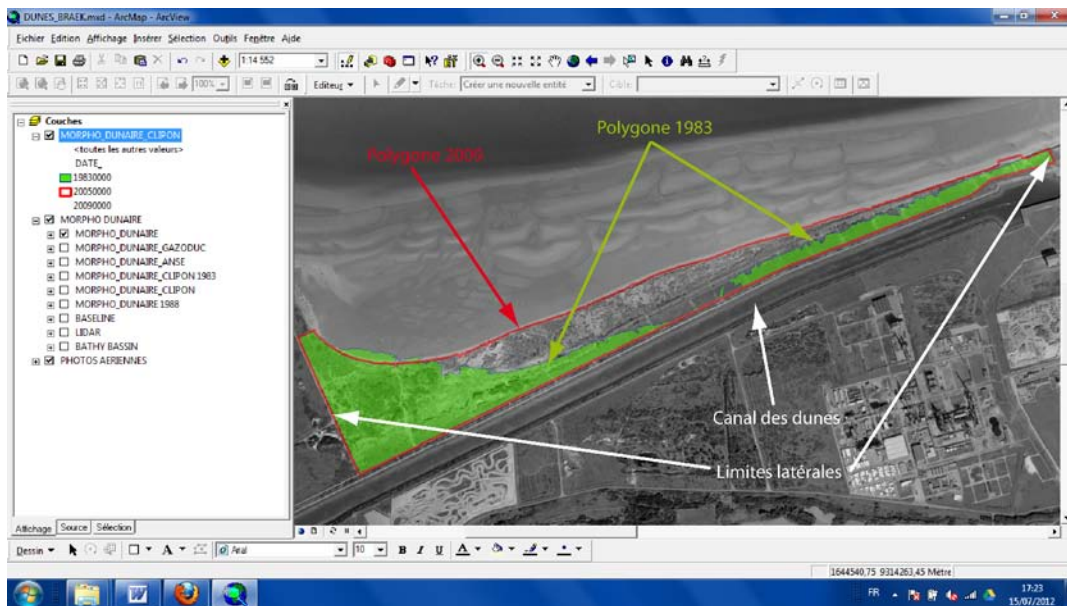 DUNES_BRAEK.mxd - ArcMap - ArcView
Fichier Edition Affichage Insérer Sélection Outils Fenêtre Aide
1:14 552
100%
Editeur
Tâche: Créer une nouvelle entité
Cible:
Couches
MORPHO_DUNAIRE_CLIPON
<toutes les autres valeurs>
DATE_
19830000
20050000
20090000
MORPHO DUNAIRE
MORPHO_DUNAIRE
MORPHO_DUNAIRE_GAZODUC
MORPHO_DUNAIRE_ANSE
MORPHO_DUNAIRE_CLIPON 1983
MORPHO_DUNAIRE_CLIPON
MORPHO_DUNAIRE 1988
BASELINE
LIDAR
BATHY BASSIN
PHOTOS AERIENNES
Polygone 1983
Polygone 2000
Canal des dunes
Limites latérales
Affichage Source Sélection
Dessin
A
Arial
10
B I U A
1644540,75 9314263,45 Mètre
FR
17:23
15/07/2012